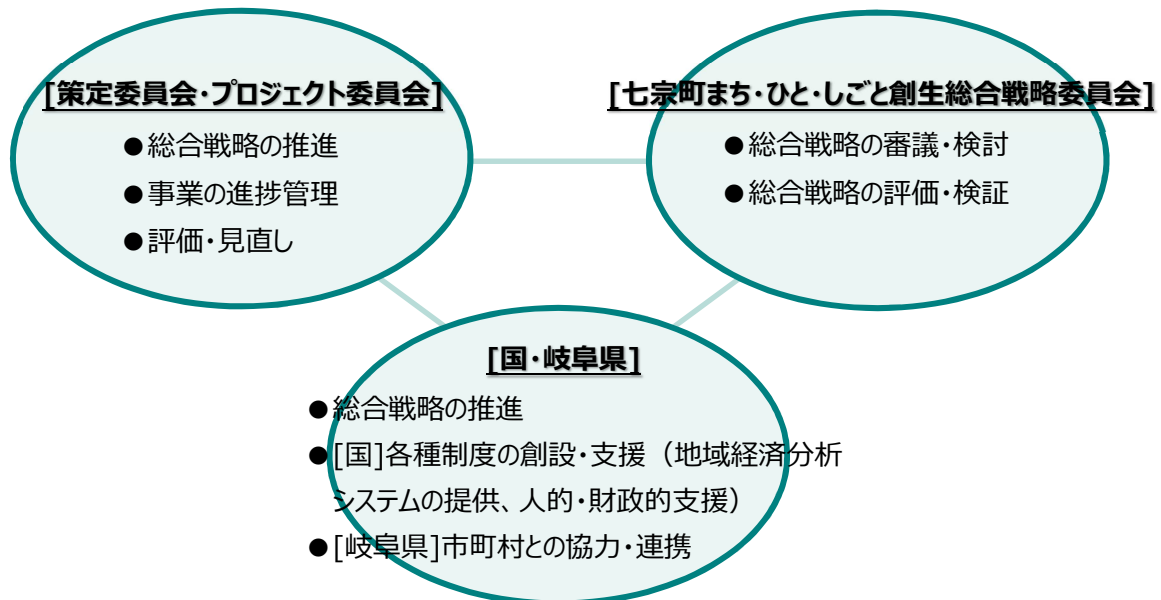 [策定委員会・プロジェクト委員会]
●総合戦略の推進
●事業の進捗管理
●評価・見直し
[七宗町まち・ひと・しごと創生総合戦略委員会]
●総合戦略の審議・検討
●総合戦略の評価・検証
[国・岐阜県]
●総合戦略の推進
●[国]各種制度の創設・支援（地域経済分析
システムの提供、人的・財政的支援）
●[岐阜県]市町村との協力・連携